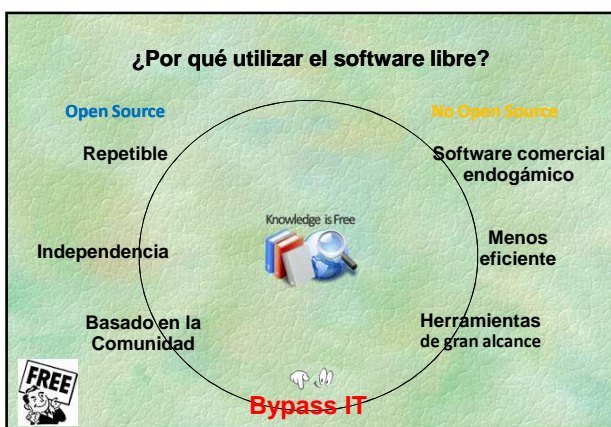 ¿Por qué utilizar el software libre?
Open Source
No Open Source
Repetible
Software comercial
endogámico
Knowledge is Free
Independencia
Menos
eficiente
Basado en la
Comunidad
Herramientas
de gran alcance
FREE
Bypass IT